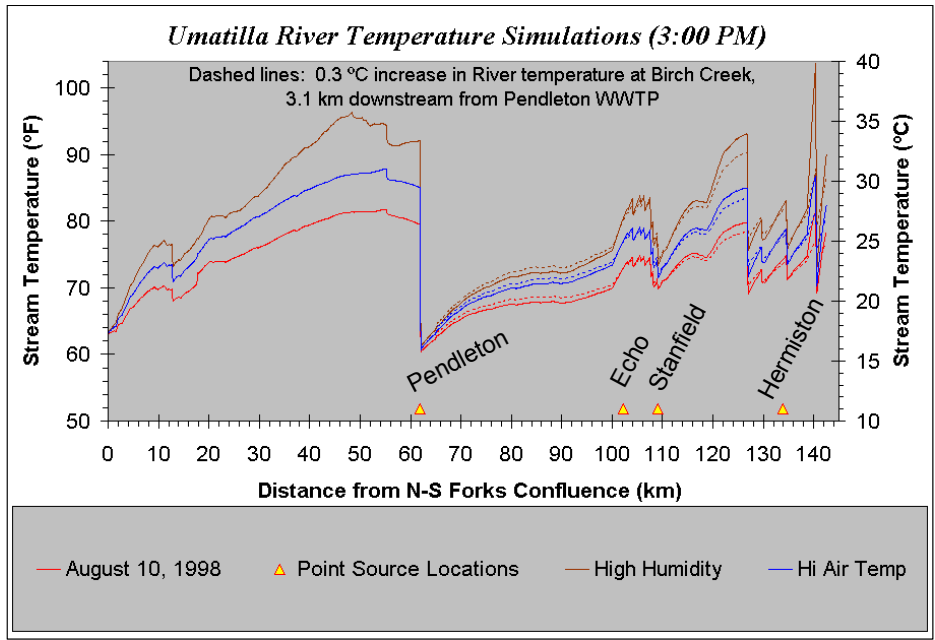 Umatilla River Temperature Simulations (3:00 PM)
Dashed lines: 0.3 ºC increase in River temperature at Birch Creek,
3.1 km downstream from Pendleton WWTP
Stream Temperature (°F)
100
90
80
70
60
50
Stream Temperature (°C)
40
35
30
25
20
15
10
Pendleton
Echo
Stanfield
Hermiston
0 10 20 30 40 50 60 70 80 90 100 110 120 130 140
Distance from N-S Forks Confluence (km)
August 10, 1998 Point Source Locations High Humidity Hi Air Temp